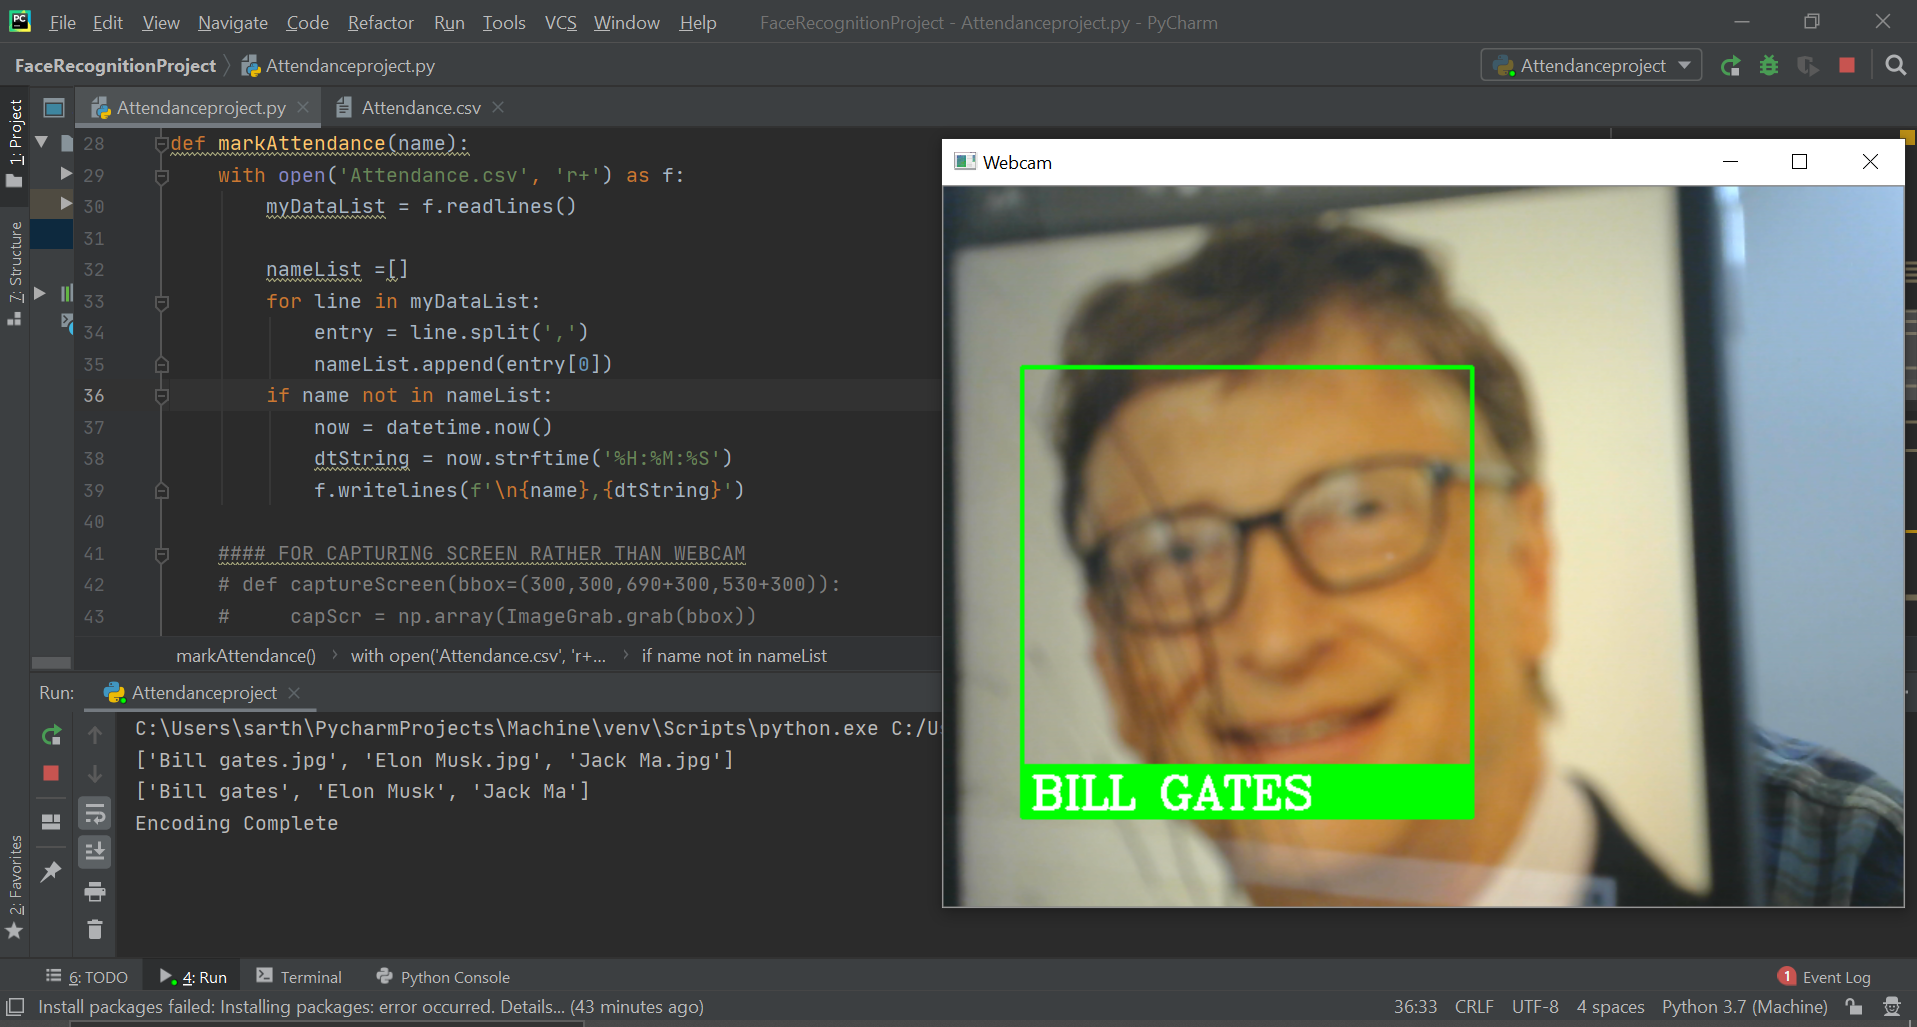 PC File Edit View Navigate Code Refactor Run Tools VCS Window Help FaceRecognitionProject - Attendanceproject.py - PyCharm
FaceRecognitionProject Attendanceproject.py Attendanceproject
1: Project
7: Structure
2: Favorites
Attendanceproject.py Attendance.csv
28 def markAttendance(name):
29 with open('Attendance.csv', 'r+') as f:
30 myDataList = f.readlines()
31
32 nameList =[]
33 for line in myDataList:
34 entry = line.split(',')
35 nameList.append(entry[0])
36 if name not in nameList:
37 now = datetime.now()
38 dtString = now.strftime('%H:%M:%S')
39 f.writelines(f'\n{name},{dtString}')
40
41 #### FOR CAPTURING SCREEN RATHER THAN WEBCAM
42 # def captureScreen(bbox=(300,300,690+300,530+300)):
43 # capScr = np.array(ImageGrab.grab(bbox))
markAttendance() with open('Attendance.csv', 'r+... if name not in nameList
Webcam
BILL GATES
Run: Attendanceproject
C:\Users\sarth\PycharmProjects\Machine\venv\Scripts\python.exe C:/Us
['Bill gates.jpg', 'Elon Musk.jpg', 'Jack Ma.jpg']
['Bill gates', 'Elon Musk', 'Jack Ma']
Encoding Complete
6: TODO 4: Run Terminal Python Console 1 Event Log
Install packages failed: Installing packages: error occurred. Details... (43 minutes ago) 36:33 CRLF UTF-8 4 spaces Python 3.7 (Machine)